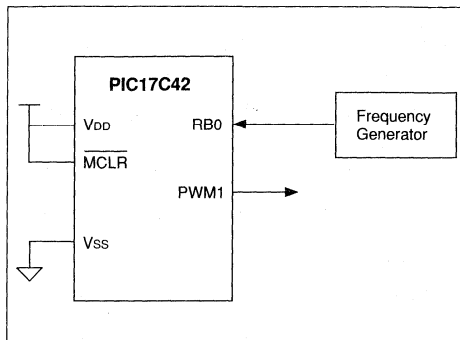 PIC17C42
VDD
RB0
Frequency
Generator
MCLR
PWM1
VSS